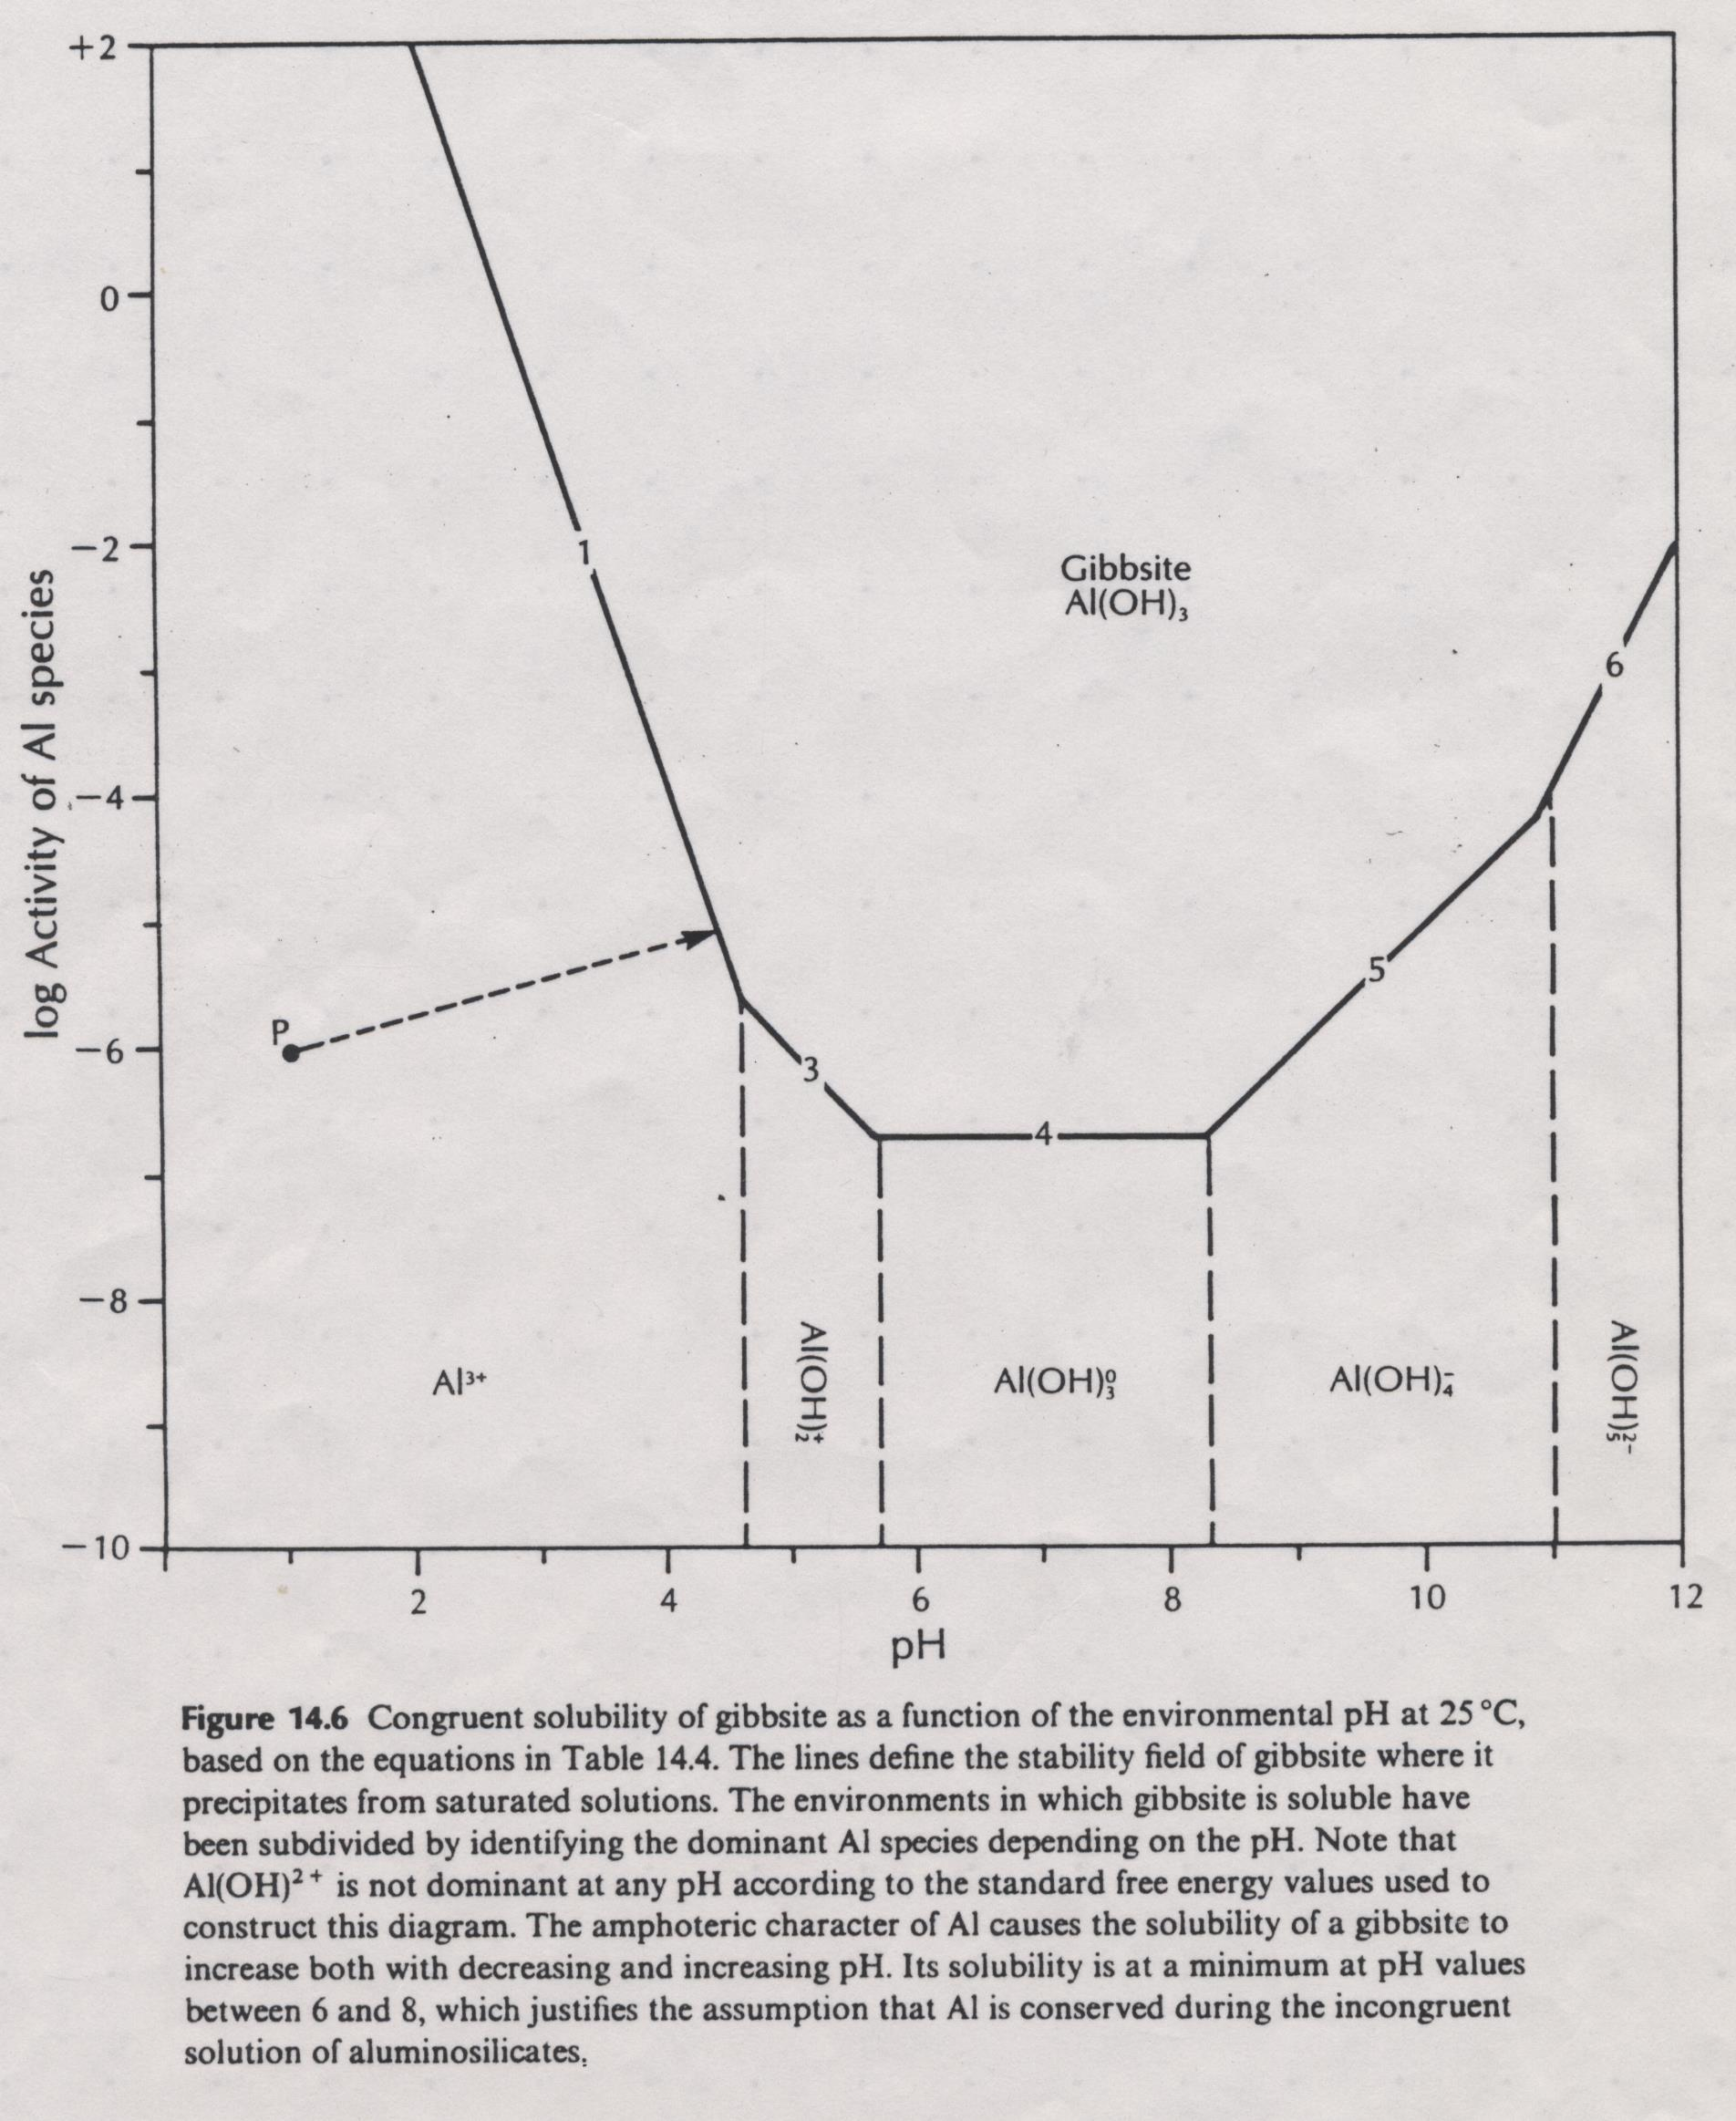 +2
0
−2
−4
−6
−8
−10
log Activity of Al species
1
Gibbsite
Al(OH)₃
6
5
P
3
4
Al³⁺
Al(OH)₂⁺
Al(OH)₃⁰
Al(OH)₄⁻
Al(OH)₅²⁻
2
4
6
8
10
12
pH
Figure 14.6 Congruent solubility of gibbsite as a function of the environmental pH at 25 °C,
based on the equations in Table 14.4. The lines define the stability field of gibbsite where it
precipitates from saturated solutions. The environments in which gibbsite is soluble have
been subdivided by identifying the dominant Al species depending on the pH. Note that
Al(OH)²⁺ is not dominant at any pH according to the standard free energy values used to
construct this diagram. The amphoteric character of Al causes the solubility of a gibbsite to
increase both with decreasing and increasing pH. Its solubility is at a minimum at pH values
between 6 and 8, which justifies the assumption that Al is conserved during the incongruent
solution of aluminosilicates.